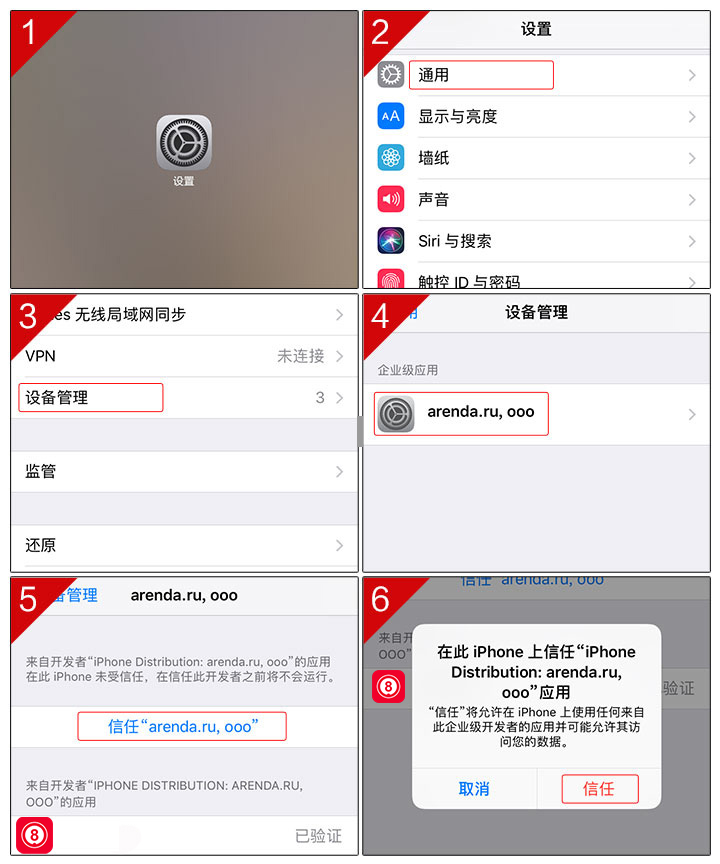 1
设置
2
设置
通用
AA
显示与亮度
墙纸
声音
Siri 与搜索
触控 ID 与密码
3
es 无线局域网同步
VPN
未连接
设备管理
3
监管
还原
4
用
设备管理
企业级应用
arenda.ru, ooo
5
备管理
arenda.ru, ooo
来自开发者“iPhone Distribution: arenda.ru, ooo”的应用
在此 iPhone 未受信任，在信任此开发者之前将不会运行。
信任“arenda.ru, ooo”
来自开发者“IPHONE DISTRIBUTION: ARENDA.RU,
OOO”的应用
8
已验证
6
信任“arenda.ru, ooo”
来自开
OOO”
8
验证
在此 iPhone 上信任“iPhone
Distribution: arenda.ru,
ooo”应用
“信任”将允许在 iPhone 上使用任何来自
此企业级开发者的应用并可能允许其访
问您的数据。
取消
信任